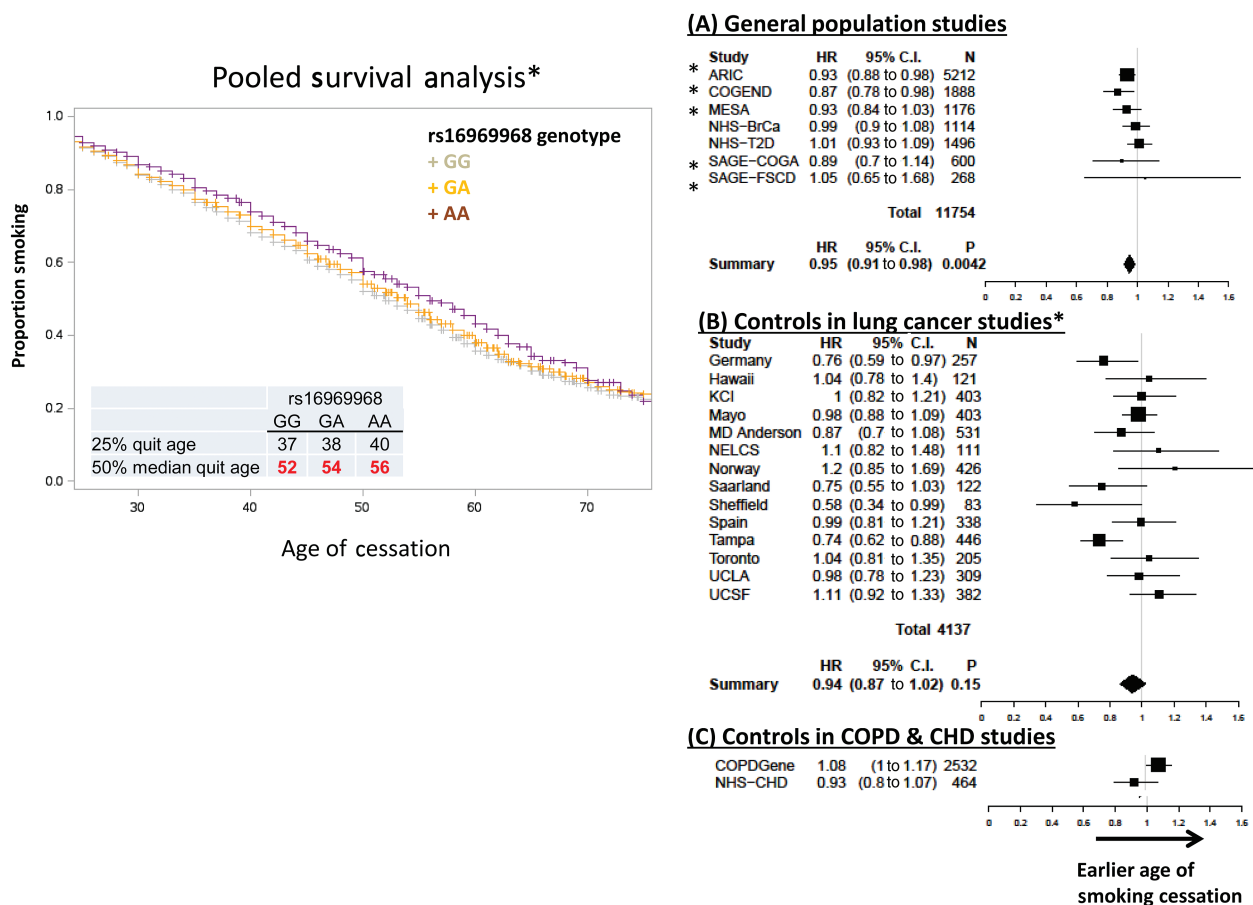 Pooled survival analysis*
Proportion smoking
1.0
0.8
0.6
0.4
0.2
0.0
rs16969968 genotype
+ GG
+ GA
+ AA
rs16969968
GG GA AA
25% quit age 37 38 40
50% median quit age 52 54 56
30 40 50 60 70
Age of cessation
(A) General population studies
Study HR 95% C.I. N
* ARIC 0.93 (0.88 to 0.98) 5212
* COGEND 0.87 (0.78 to 0.98) 1888
* MESA 0.93 (0.84 to 1.03) 1176
NHS-BrCa 0.99 (0.9 to 1.08) 1114
NHS-T2D 1.01 (0.93 to 1.09) 1496
* SAGE-COGA 0.89 (0.7 to 1.14) 600
* SAGE-FSCD 1.05 (0.65 to 1.68) 268
Total 11754
HR 95% C.I. P
Summary 0.95 (0.91 to 0.98) 0.0042
0 0.2 0.4 0.6 0.8 1 1.2 1.4 1.6
(B) Controls in lung cancer studies*
Study HR 95% C.I. N
Germany 0.76 (0.59 to 0.97) 257
Hawaii 1.04 (0.78 to 1.4) 121
KCI 1 (0.82 to 1.21) 403
Mayo 0.98 (0.88 to 1.09) 403
MD Anderson 0.87 (0.7 to 1.08) 531
NELCS 1.1 (0.82 to 1.48) 111
Norway 1.2 (0.85 to 1.69) 426
Saarland 0.75 (0.55 to 1.03) 122
Sheffield 0.58 (0.34 to 0.99) 83
Spain 0.99 (0.81 to 1.21) 338
Tampa 0.74 (0.62 to 0.88) 446
Toronto 1.04 (0.81 to 1.35) 205
UCLA 0.98 (0.78 to 1.23) 309
UCSF 1.11 (0.92 to 1.33) 382
Total 4137
HR 95% C.I. P
Summary 0.94 (0.87 to 1.02) 0.15
0 0.2 0.4 0.6 0.8 1 1.2 1.4 1.6
(C) Controls in COPD & CHD studies
COPDGene 1.08 (1 to 1.17) 2532
NHS-CHD 0.93 (0.8 to 1.07) 464
0 0.2 0.4 0.6 0.8 1 1.2 1.4 1.6
Earlier age of
smoking cessation